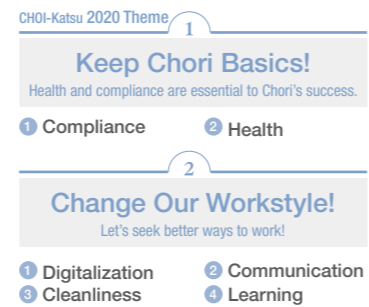 CHOI-Katsu 2020 Theme
1
Keep Chori Basics!
Health and compliance are essential to Chori's success.
1 Compliance 2 Health
2
Change Our Workstyle!
Let's seek better ways to work!
1 Digitalization 2 Communication
3 Cleanliness 4 Learning